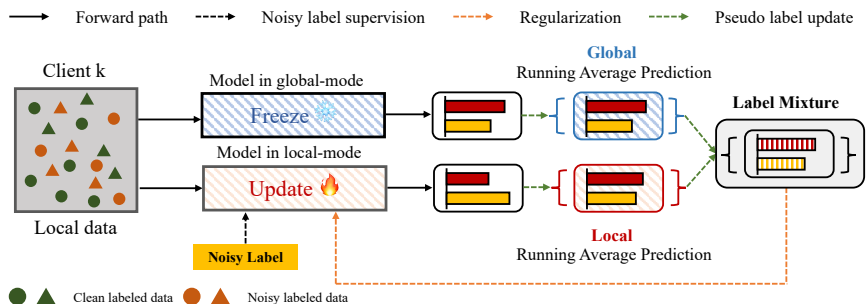 Forward path
Noisy label supervision
Regularization
Pseudo label update
Client k
Model in global-mode
Freeze
Global
Running Average Prediction
Label Mixture
Model in local-mode
Update
Local data
Noisy Label
Local
Running Average Prediction
Clean labeled data
Noisy labeled data